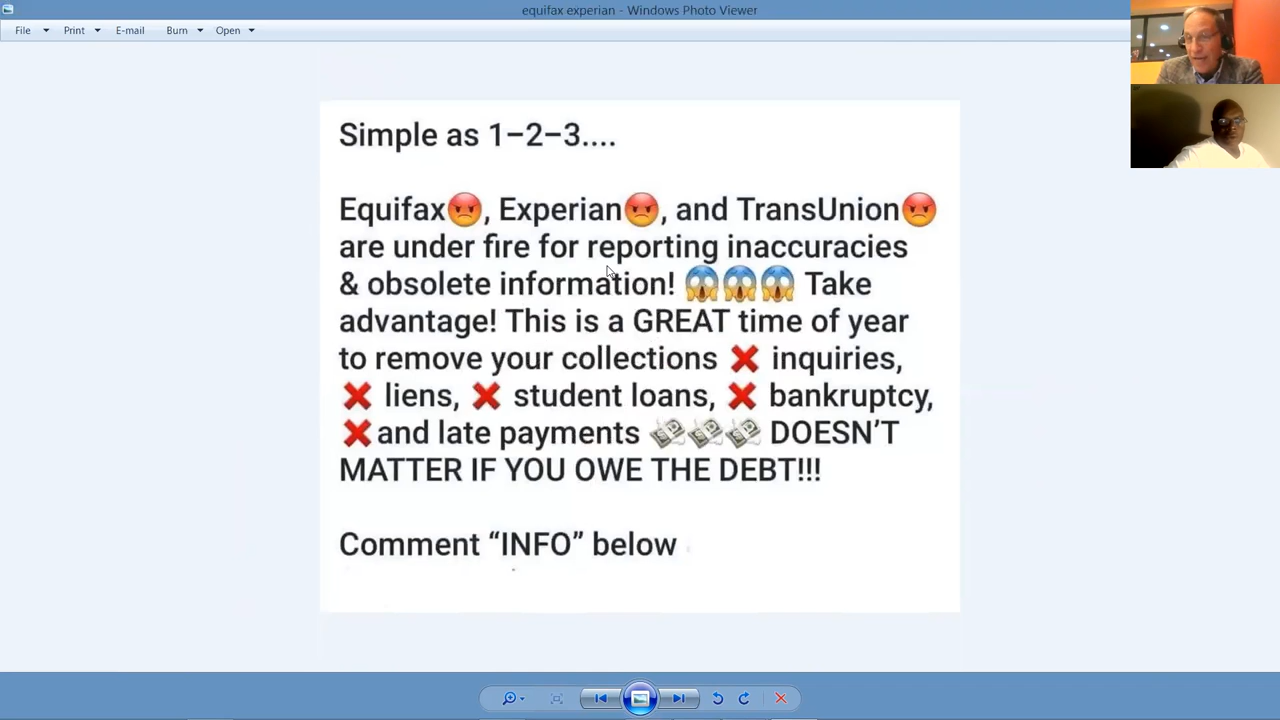 equifax experian - Windows Photo Viewer
File Print E-mail Burn Open
Simple as 1–2–3....
Equifax😡, Experian😡, and TransUnion😡
are under fire for reporting inaccuracies
& obsolete information! 😱😱😱 Take
advantage! This is a GREAT time of year
to remove your collections ❌ inquiries,
❌ liens, ❌ student loans, ❌ bankruptcy,
❌and late payments 💸💸💸 DOESN’T
MATTER IF YOU OWE THE DEBT!!!
Comment “INFO” below